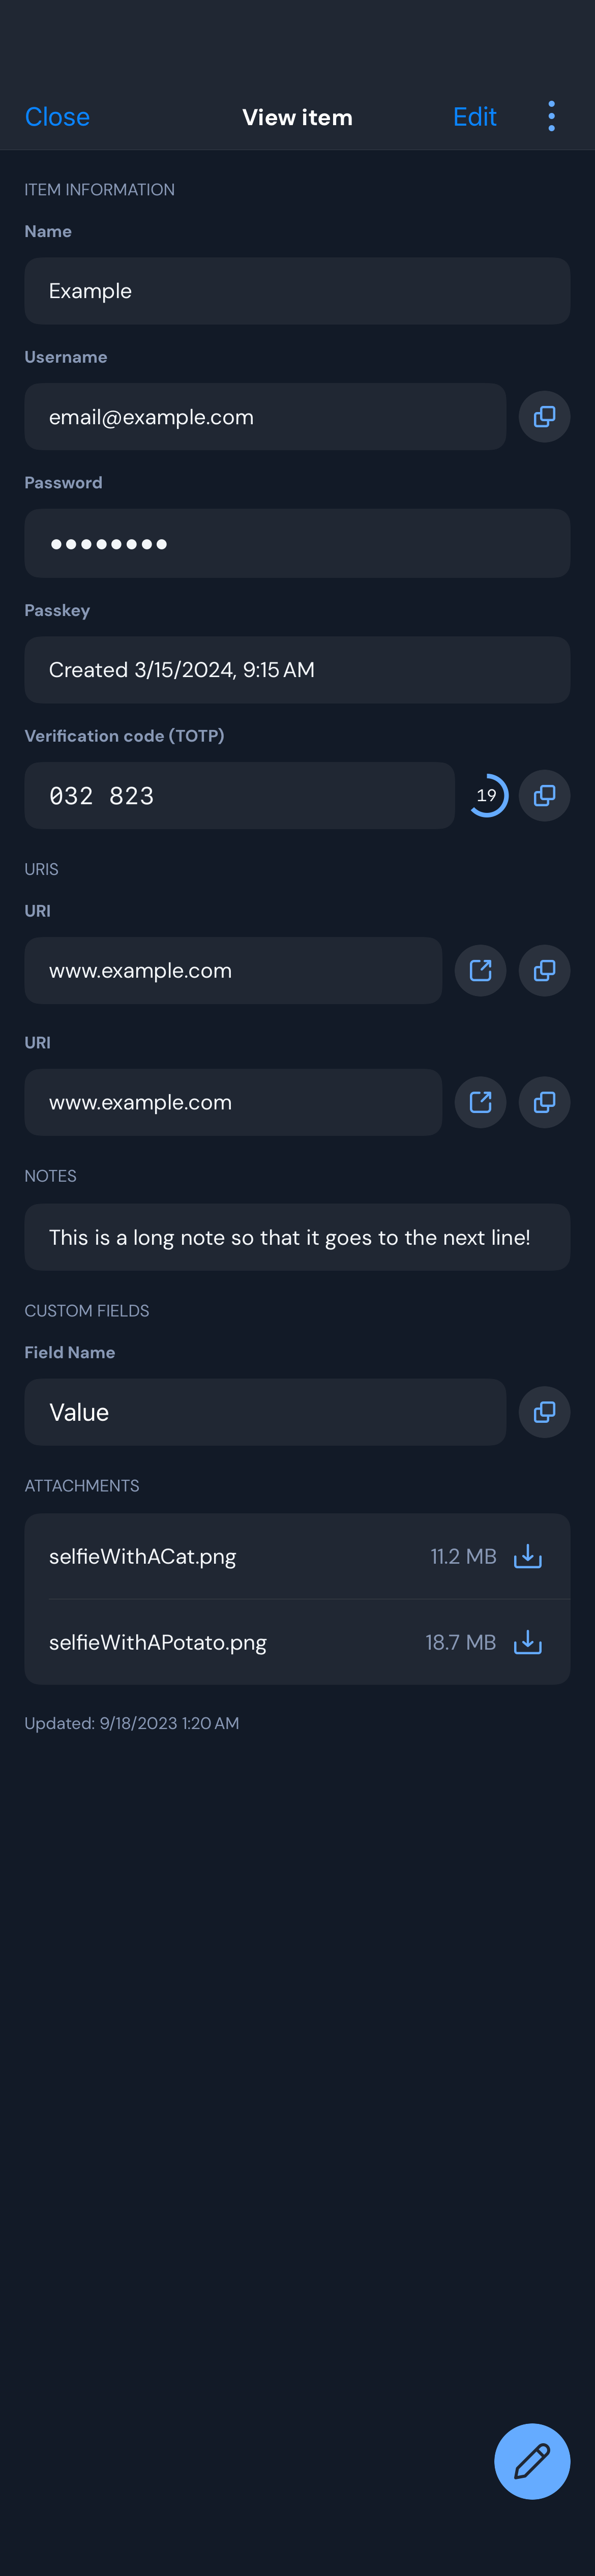 Close View item Edit
ITEM INFORMATION
Name
Example
Username
email@example.com
Password
••••••••
Passkey
Created 3/15/2024, 9:15 AM
Verification code (TOTP)
032 823 19
URIS
URI
www.example.com
URI
www.example.com
NOTES
This is a long note so that it goes to the next line!
CUSTOM FIELDS
Field Name
Value
ATTACHMENTS
selfieWithACat.png 11.2 MB
selfieWithAPotato.png 18.7 MB
Updated: 9/18/2023 1:20 AM